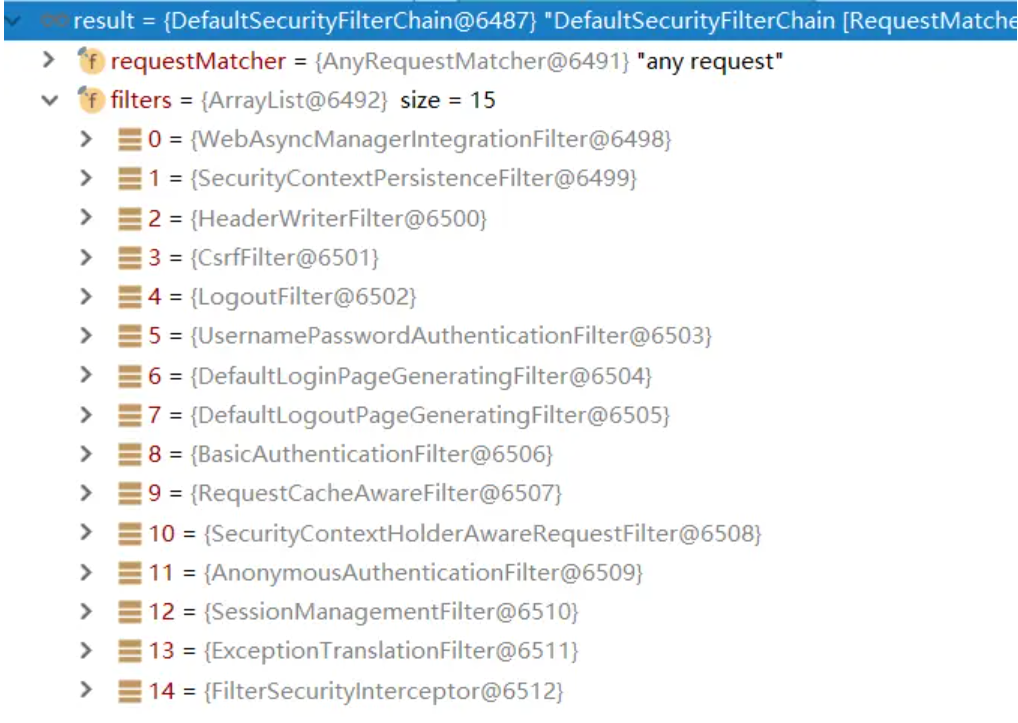 result = {DefaultSecurityFilterChain@6487} "DefaultSecurityFilterChain [RequestMatche
f requestMatcher = {AnyRequestMatcher@6491} "any request"
f filters = {ArrayList@6492} size = 15
0 = {WebAsyncManagerIntegrationFilter@6498}
1 = {SecurityContextPersistenceFilter@6499}
2 = {HeaderWriterFilter@6500}
3 = {CsrfFilter@6501}
4 = {LogoutFilter@6502}
5 = {UsernamePasswordAuthenticationFilter@6503}
6 = {DefaultLoginPageGeneratingFilter@6504}
7 = {DefaultLogoutPageGeneratingFilter@6505}
8 = {BasicAuthenticationFilter@6506}
9 = {RequestCacheAwareFilter@6507}
10 = {SecurityContextHolderAwareRequestFilter@6508}
11 = {AnonymousAuthenticationFilter@6509}
12 = {SessionManagementFilter@6510}
13 = {ExceptionTranslationFilter@6511}
14 = {FilterSecurityInterceptor@6512}